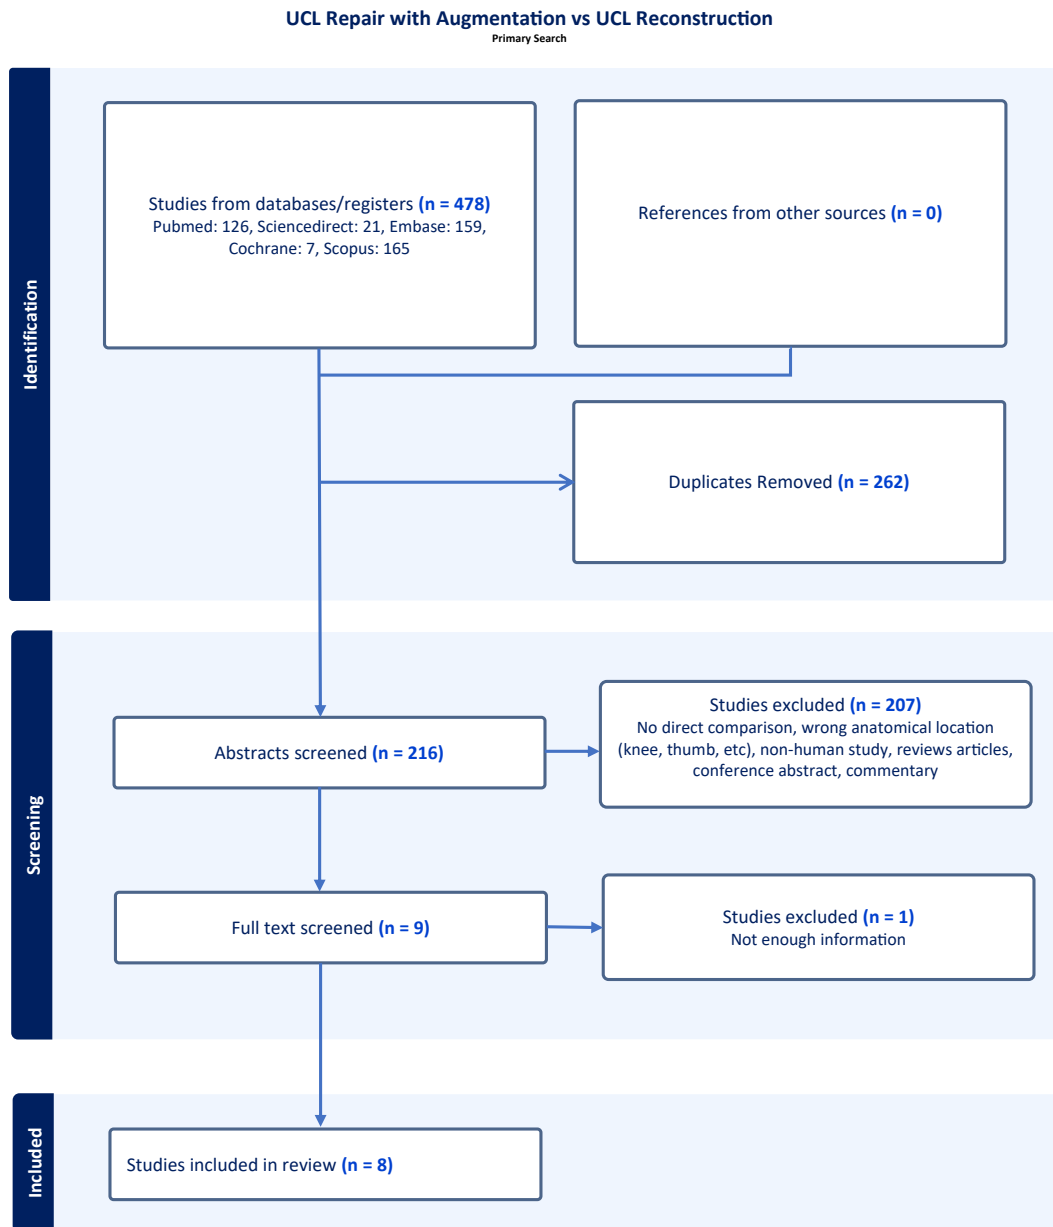 UCL Repair with Augmentation vs UCL Reconstruction
Primary Search
Identification
Studies from databases/registers (n = 478)
Pubmed: 126, Sciencedirect: 21, Embase: 159,
Cochrane: 7, Scopus: 165
References from other sources (n = 0)
Duplicates Removed (n = 262)
Screening
Abstracts screened (n = 216)
Studies excluded (n = 207)
No direct comparison, wrong anatomical location
(knee, thumb, etc), non-human study, reviews articles,
conference abstract, commentary
Full text screened (n = 9)
Studies excluded (n = 1)
Not enough information
Included
Studies included in review (n = 8)